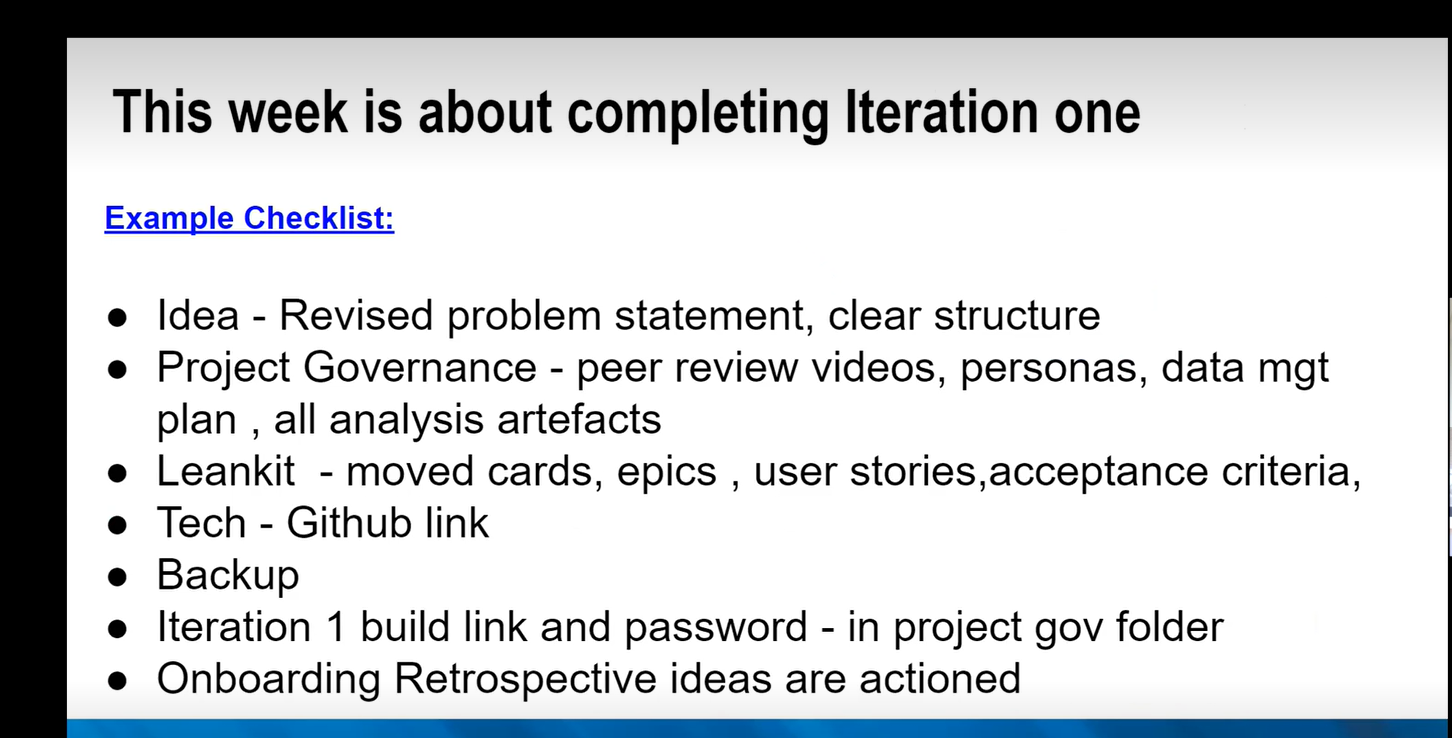 This week is about completing Iteration one
Example Checklist:
● Idea - Revised problem statement, clear structure
● Project Governance - peer review videos, personas, data mgt
plan , all analysis artefacts
● Leankit  - moved cards, epics , user stories,acceptance criteria,
● Tech - Github link
● Backup
● Iteration 1 build link and password - in project gov folder
● Onboarding Retrospective ideas are actioned